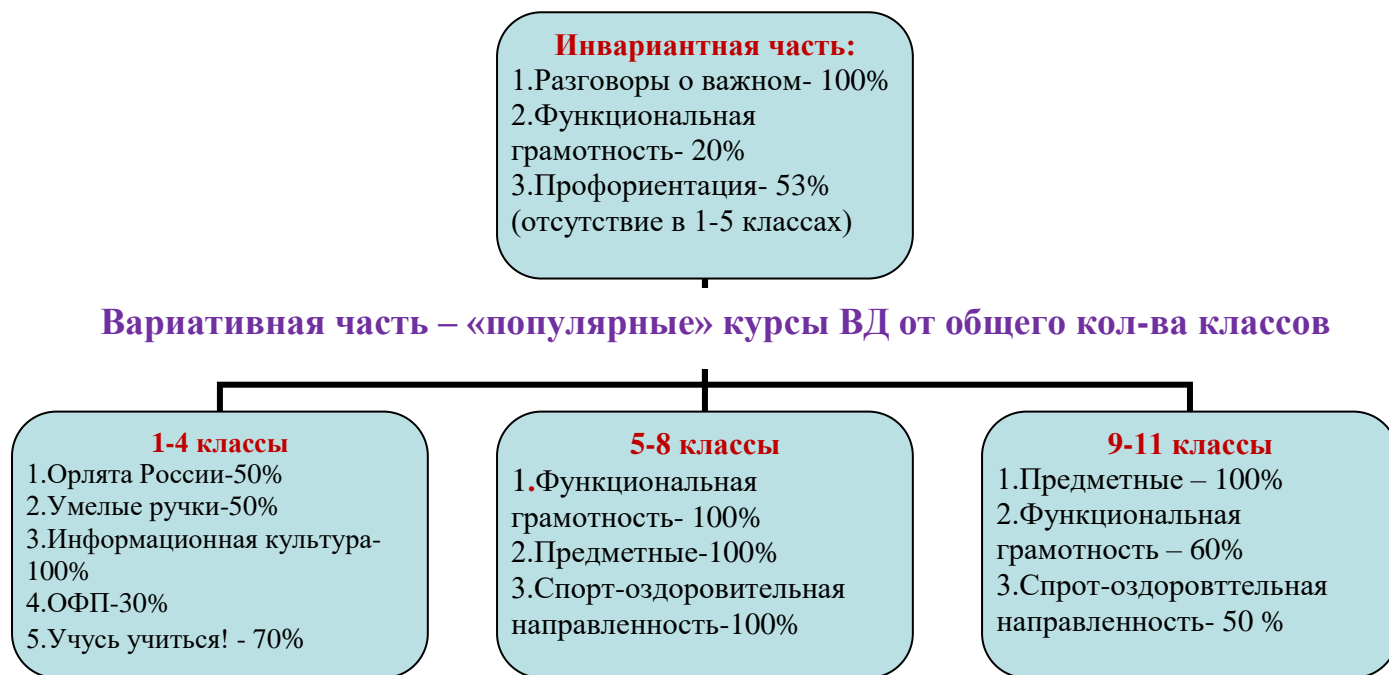 Инвариантная часть:
1.Разговоры о важном- 100%
2.Функциональная
грамотность- 20%
3.Профориентация- 53%
(отсутствие в 1-5 классах)
Вариативная часть – «популярные» курсы ВД от общего кол-ва классов
1-4 классы
1.Орлята России-50%
2.Умелые ручки-50%
3.Информационная культура-
100%
4.ОФП-30%
5.Учусь учиться! - 70%
5-8 классы
1.Функциональная
грамотность- 100%
2.Предметные-100%
3.Спорт-оздоровительная
направленность-100%
9-11 классы
1.Предметные – 100%
2.Функциональная
грамотность – 60%
3.Спрот-оздоровттельная
направленность- 50 %